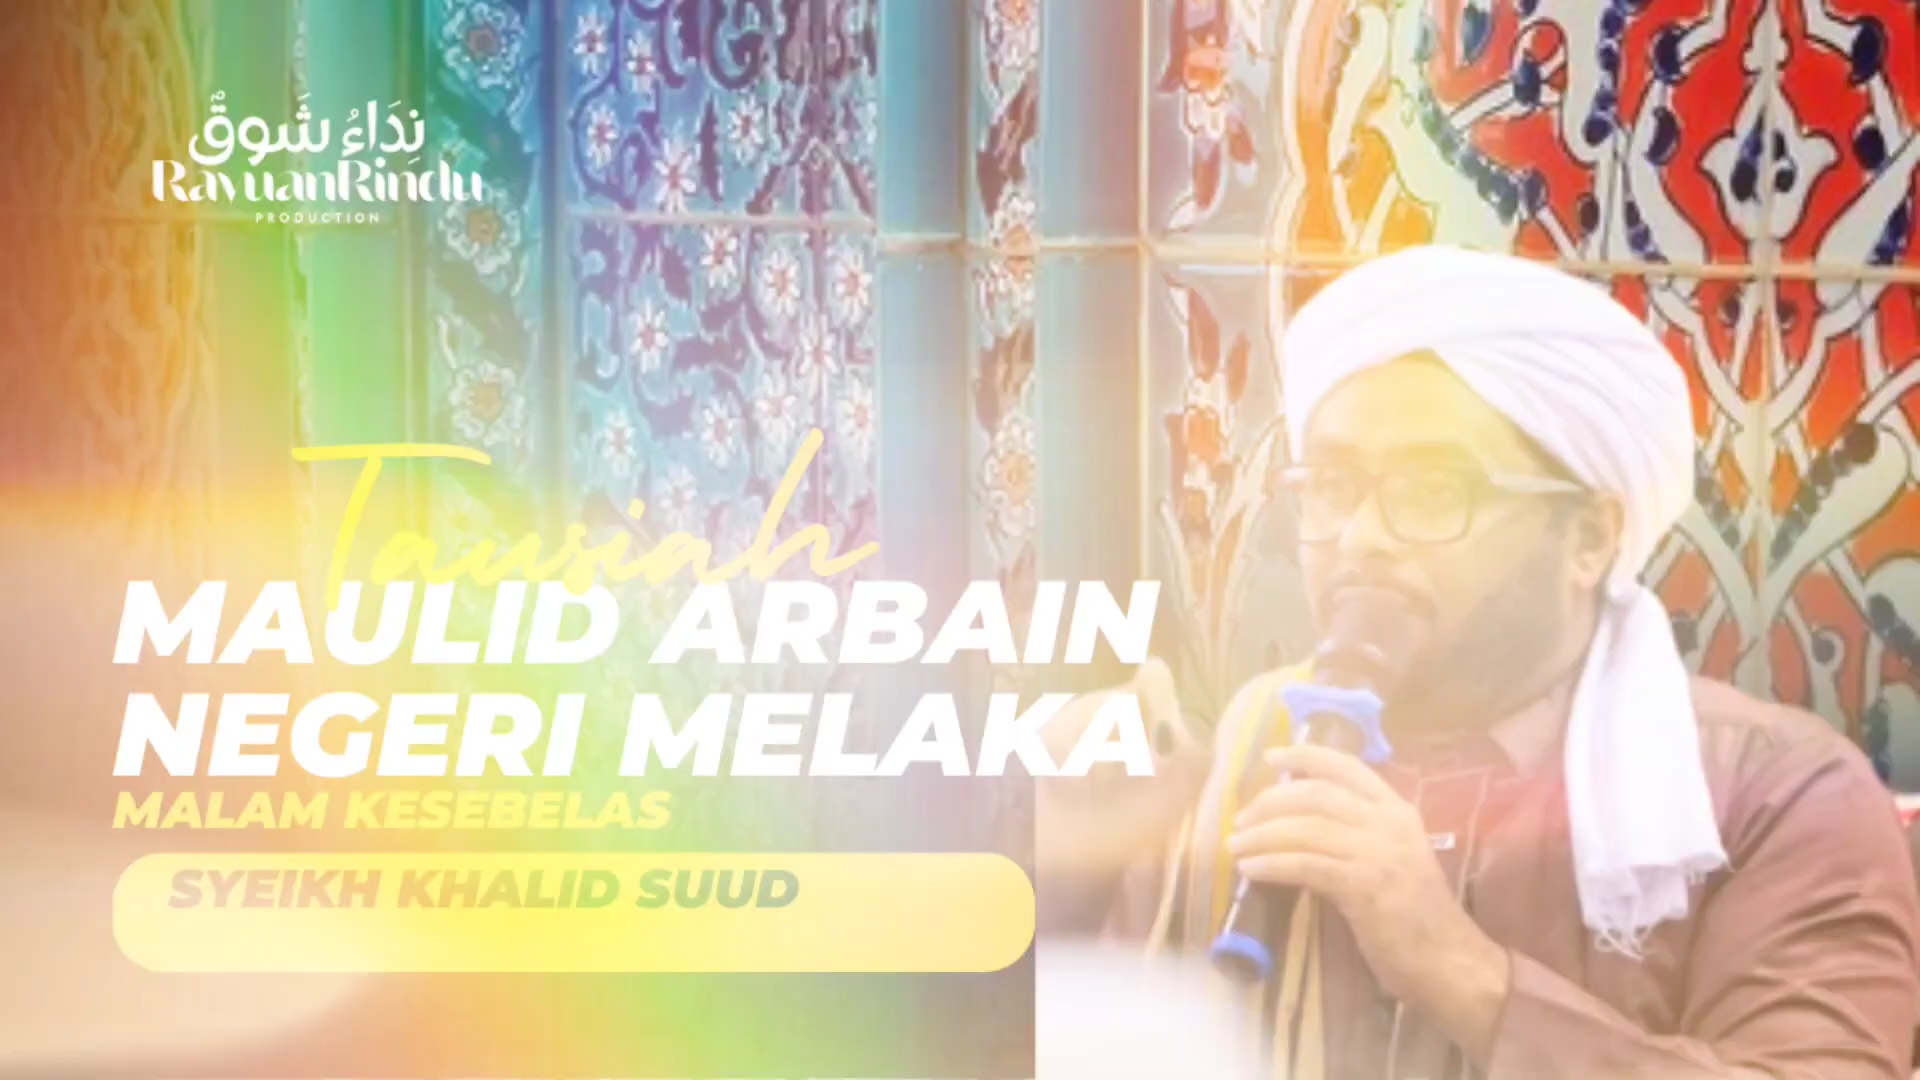 نِدَاءُ شَوقٌ
RayuanRindu
PRODUCTION
Tausiah
MAULID ARBAIN
NEGERI MELAKA
MALAM KESEBELAS
SYEIKH KHALID SUUD